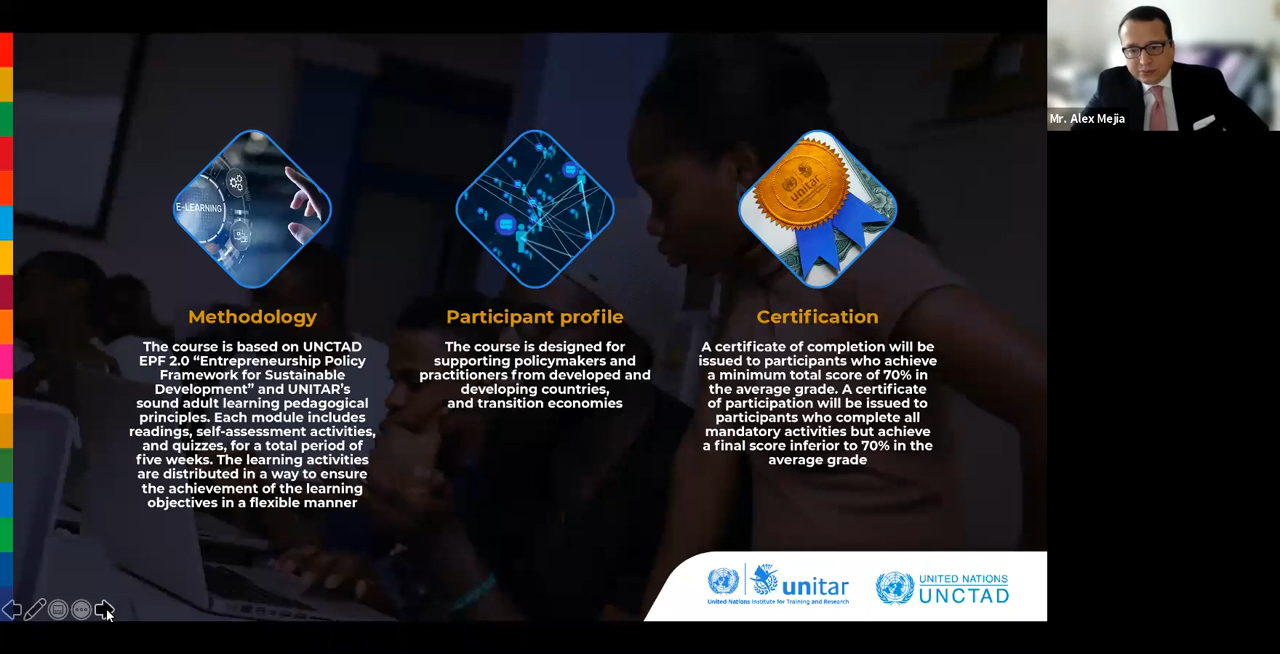 Mr. Alex Mejia
E-LEARNING
unitar
Methodology
The course is based on UNCTAD
EPF 2.0 “Entrepreneurship Policy
Framework for Sustainable
Development” and UNITAR’s
sound adult learning pedagogical
principles. Each module includes
readings, self-assessment activities,
and quizzes, for a total period of
five weeks. The learning activities
are distributed in a way to ensure
the achievement of the learning
objectives in a flexible manner
Participant profile
The course is designed for
supporting policymakers and
practitioners from developed and
developing countries,
and transition economies
Certification
A certificate of completion will be
issued to participants who achieve
a minimum total score of 70% in
the average grade. A certificate
of participation will be issued to
participants who complete all
mandatory activities but achieve
a final score inferior to 70% in the
average grade
unitar
United Nations Institute for Training and Research
UNITED NATIONS
UNCTAD